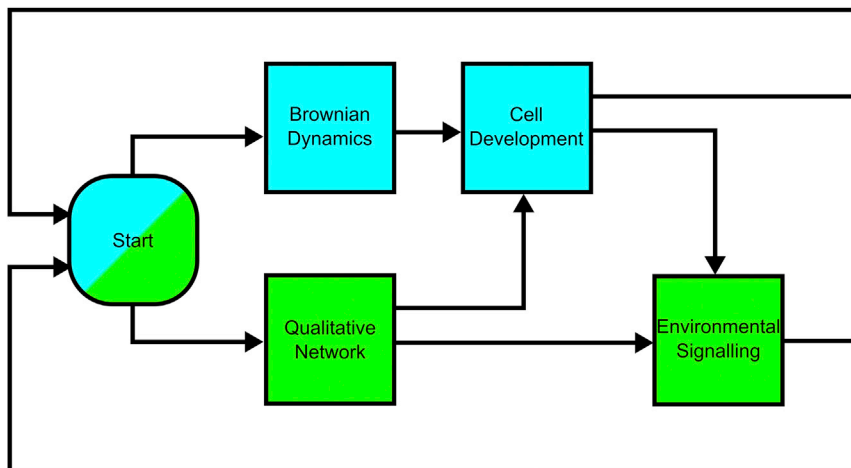 Brownian
Dynamics
Cell
Development
Start
Qualitative
Network
Environmental
Signalling